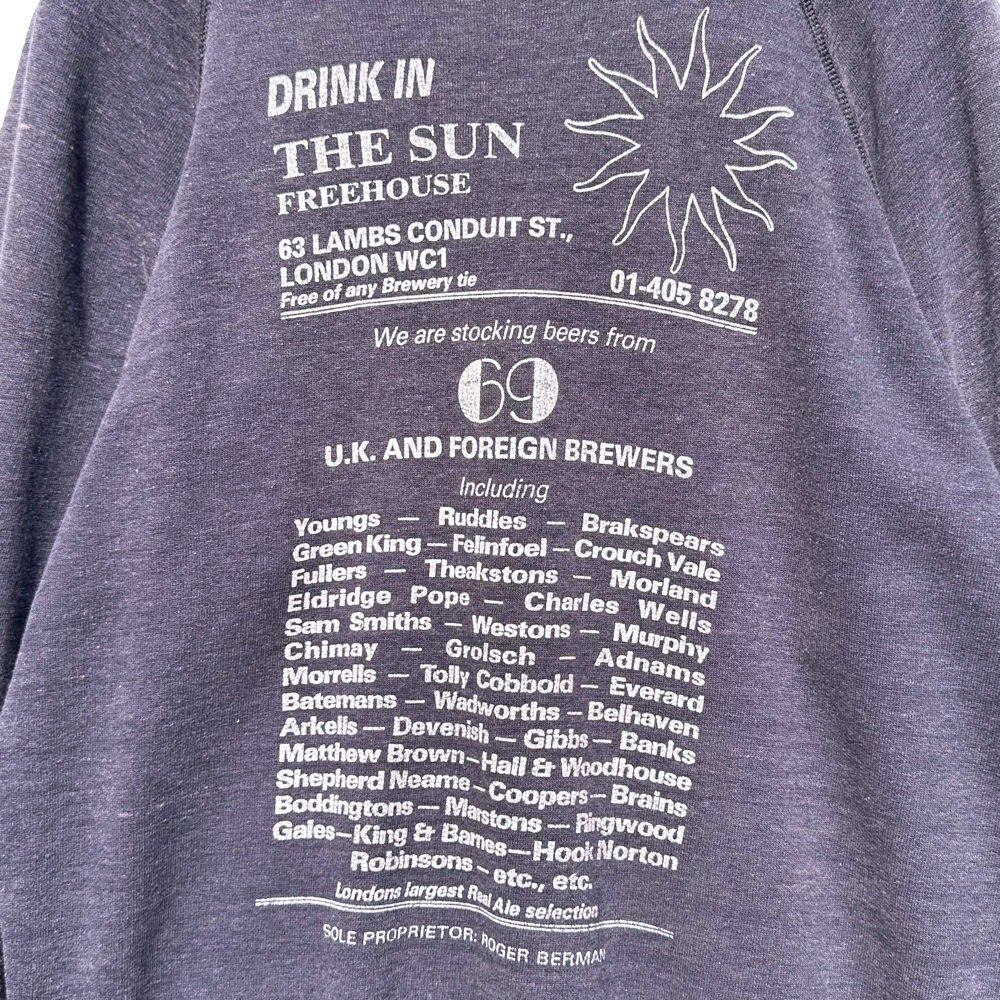 DRINK IN
THE SUN
FREEHOUSE
63 LAMBS CONDUIT ST.,
LONDON WC1
Free of any Brewery tie
01-405 8278
We are stocking beers from
69
U.K. AND FOREIGN BREWERS
Including
Youngs — Ruddles — Brakspears
Green King — Felinfoel — Crouch Vale
Fullers — Theakstons — Morland
Eldridge Pope — Charles Wells
Sam Smiths — Westons — Murphy
Chimay — Grolsch — Adnams
Morrells — Tolly Cobbold — Everard
Batemans — Wadworths — Belhaven
Arkells — Devenish — Gibbs — Banks
Matthew Brown – Hall & Woodhouse
Shepherd Neame – Coopers – Brains
Boddingtons — Marstons — Ringwood
Gales – King & Barnes — Hook Norton
Robinsons – etc., etc.
Londons largest Real Ale selection
SOLE PROPRIETOR: ROGER BERMAN